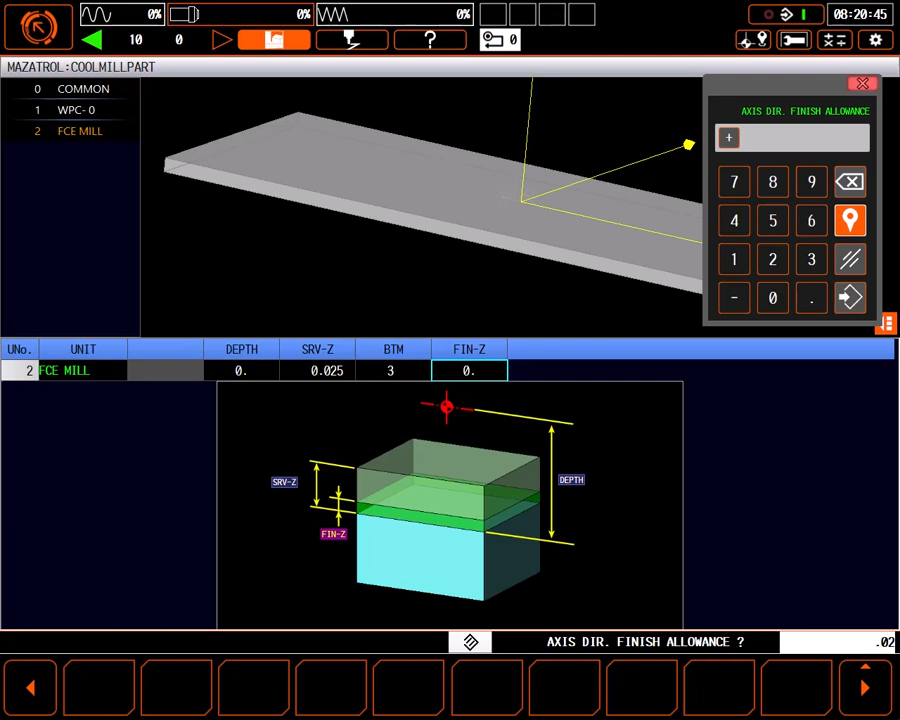 0% 0% 0% 08:20:45
10 0 ? 0
MAZATROL:COOLMILLPART
0 COMMON
1 WPC- 0
2 FCE MILL
AXIS DIR. FINISH ALLOWANCE
+
7 8 9
4 5 6
1 2 3
- 0 .
UNo. UNIT DEPTH SRV-Z BTM FIN-Z
2 FCE MILL 0. 0.025 3 0.
SRV-Z DEPTH
FIN-Z
AXIS DIR. FINISH ALLOWANCE ? .02